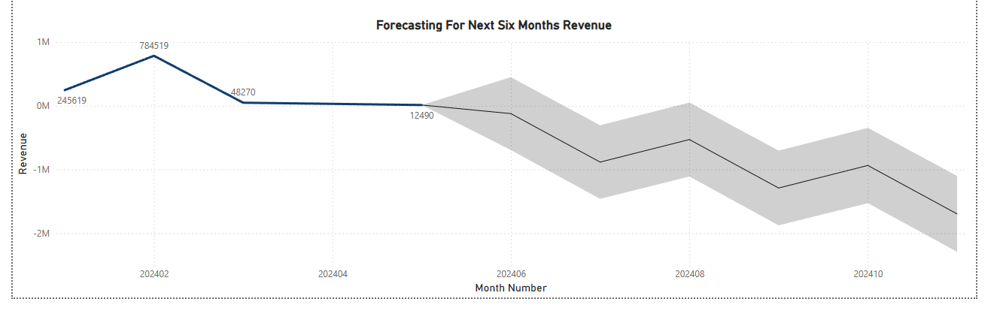 Forecasting For Next Six Months Revenue
1M
0M
-1M
-2M
Revenue
245619
784519
48270
12490
202402
202404
202406
202408
202410
Month Number